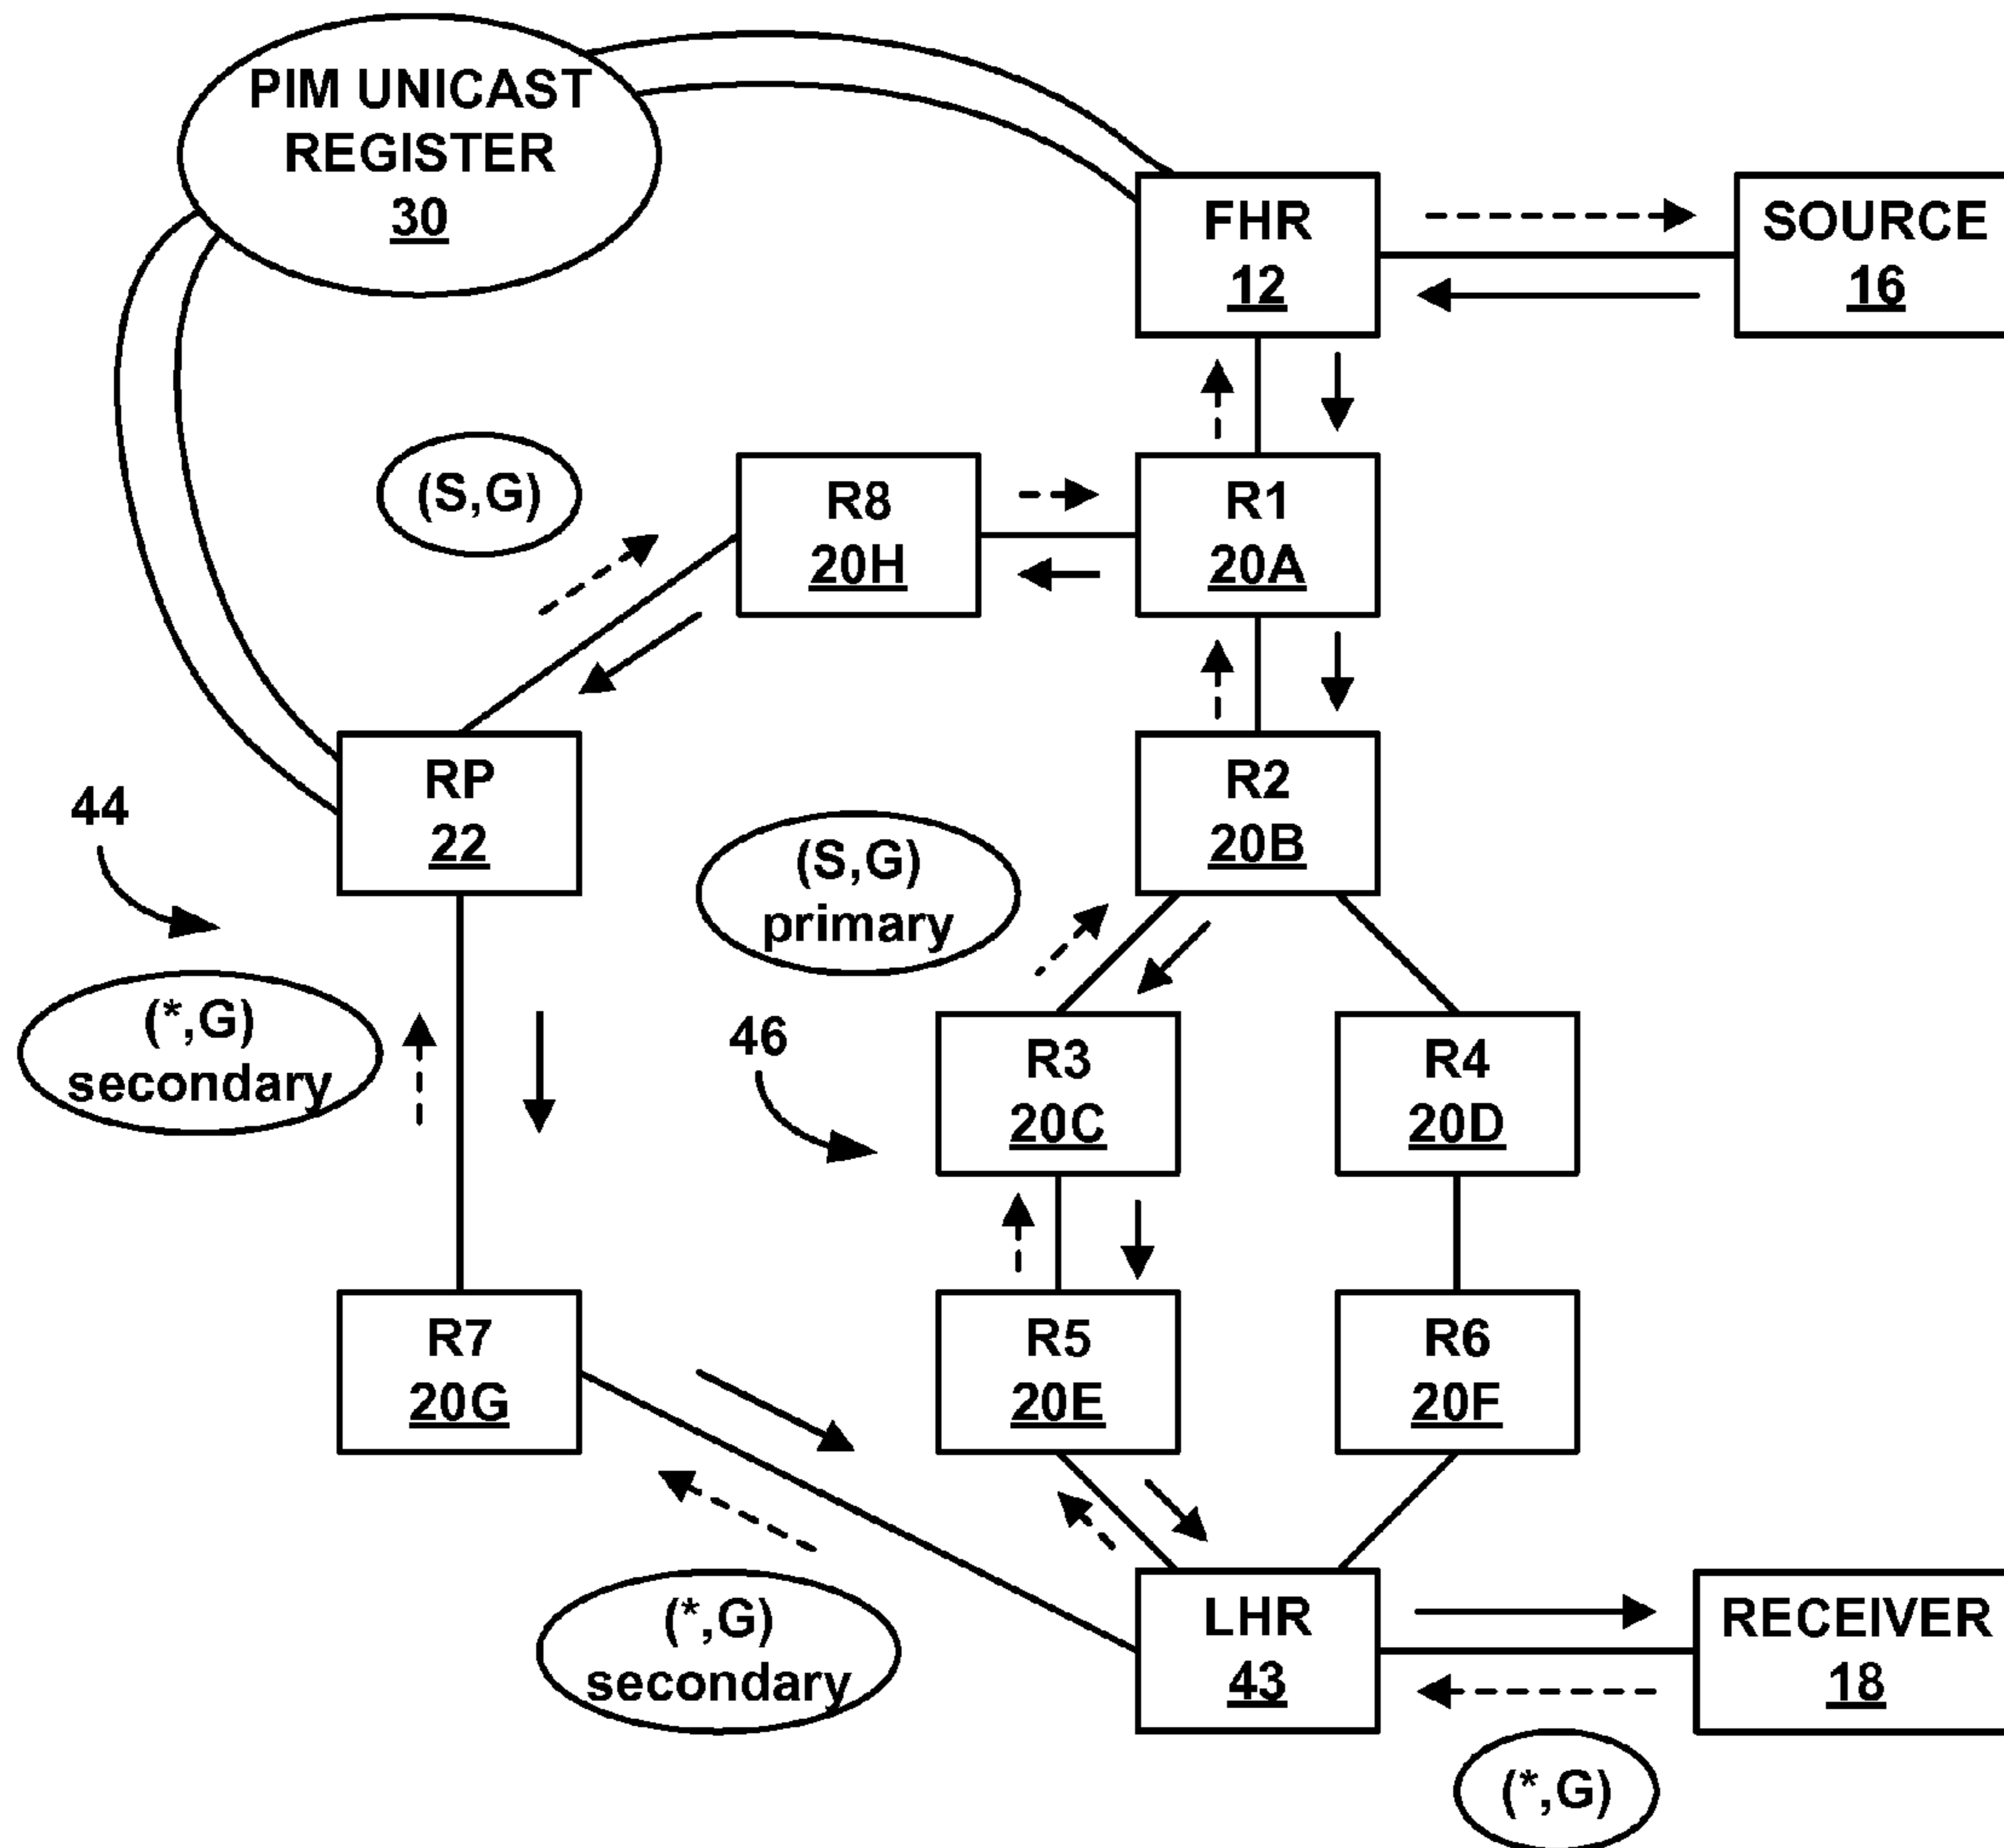 PIM UNICAST
REGISTER
30
FHR
12
SOURCE
16
(S,G)
R8
20H
R1
20A
RP
22
R2
20B
44
(S,G)
primary
(*,G)
secondary
46
R3
20C
R4
20D
R7
20G
R5
20E
R6
20F
(*,G)
secondary
LHR
43
RECEIVER
18
(*,G)